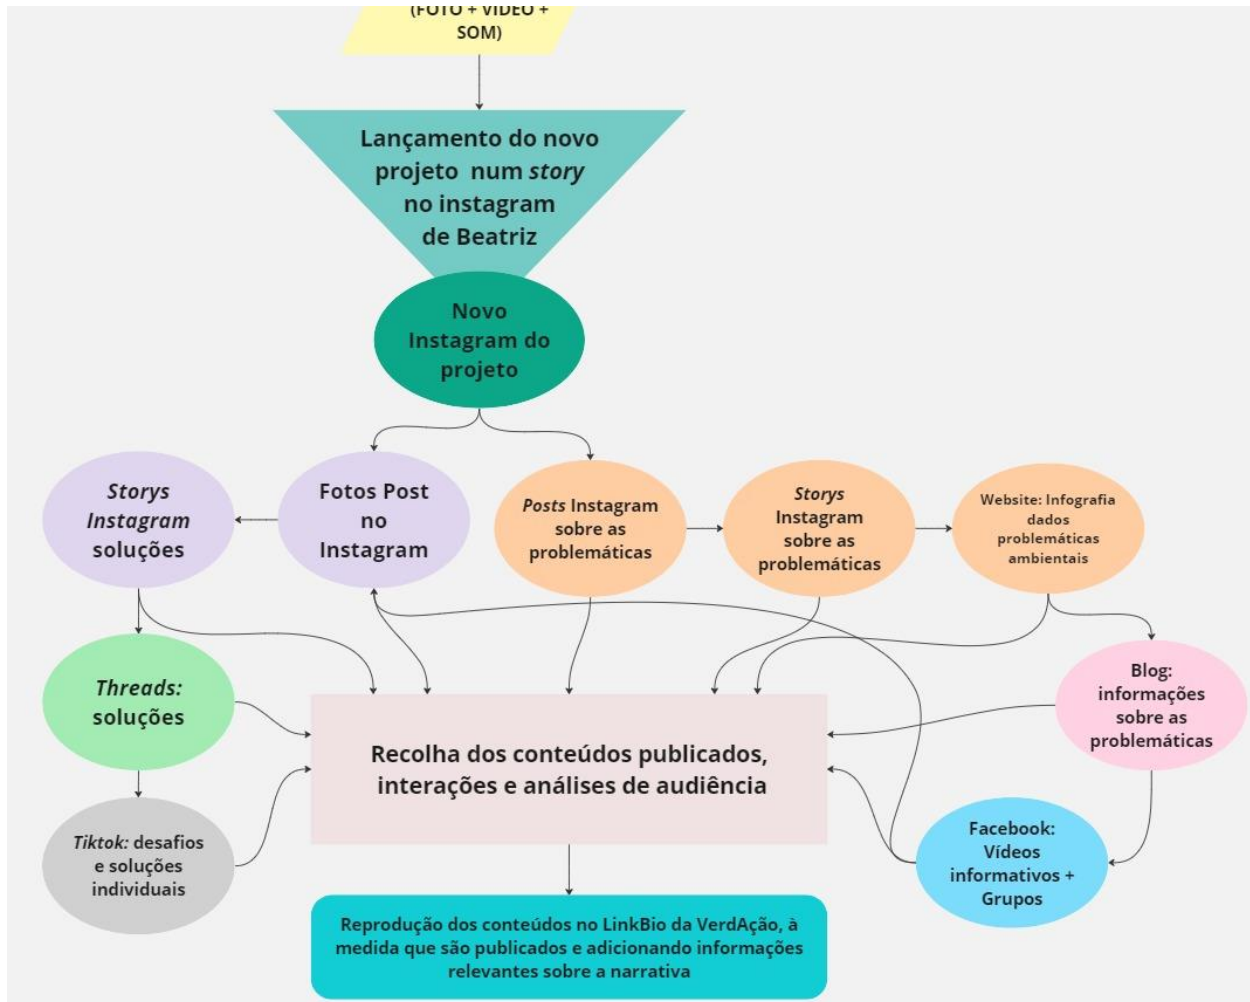 (FOTO + VÍDEO +
SOM)
Lançamento do novo
projeto num story
no instagram
de Beatriz
Novo
Instagram do
projeto
Storys
Instagram
soluções
Fotos Post
no
Instagram
Posts Instagram
sobre as
problemáticas
Storys
Instagram
sobre as
problemáticas
Website: Infografia
dados
problemáticas
ambientais
Threads:
soluções
Blog:
informações
sobre as
problemáticas
Recolha dos conteúdos publicados,
interações e análises de audiência
Tiktok: desafios
e soluções
individuais
Facebook:
Vídeos
informativos +
Grupos
Reprodução dos conteúdos no LinkBio da VerdAção, à
medida que são publicados e adicionando informações
relevantes sobre a narrativa